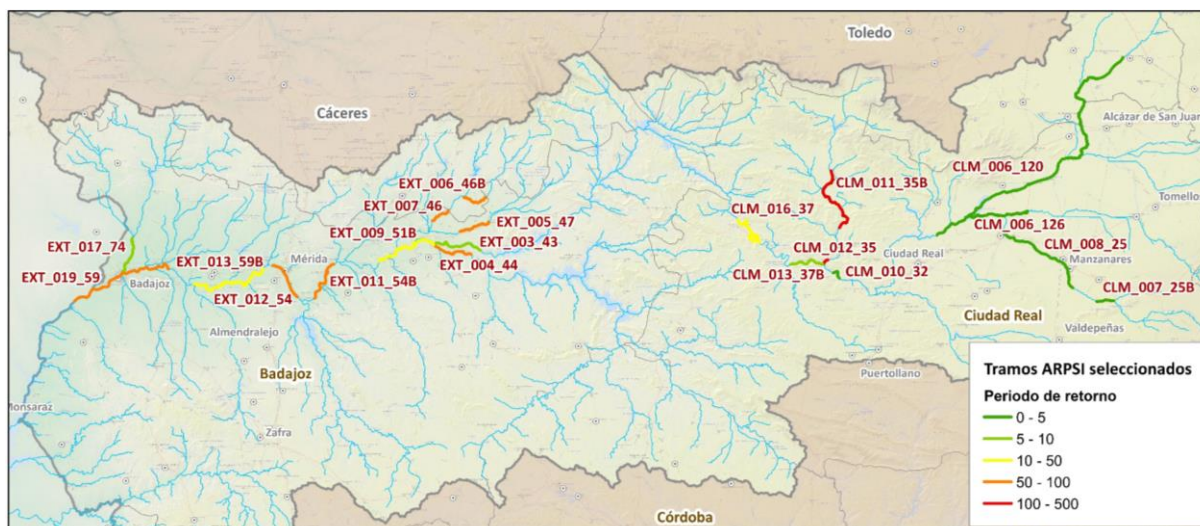 Toledo
Cáceres
Alcázar de San Juan
CLM_006_120
EXT_006_46B
CLM_011_35B
EXT_007_46
CLM_016_37
Tomello
EXT_009_51B
EXT_005_47
CLM_006_126
EXT_017_74
EXT_003_43
CLM_012_35
Ciudad Real
CLM_008_25
EXT_013_59B
Mérida
EXT_004_44
Manzanares
EXT_019_59
Badajoz
EXT_011_54B
CLM_013_37B
CLM_010_32
CLM_007_25B
EXT_012_54
Ciudad Real
Almendralejo
Valdepeñas
Badajoz
Puertollano
Monsaraz
Zafra
Córdoba
Tramos ARPSI seleccionados
Periodo de retorno
0 - 5
5 - 10
10 - 50
50 - 100
100 - 500